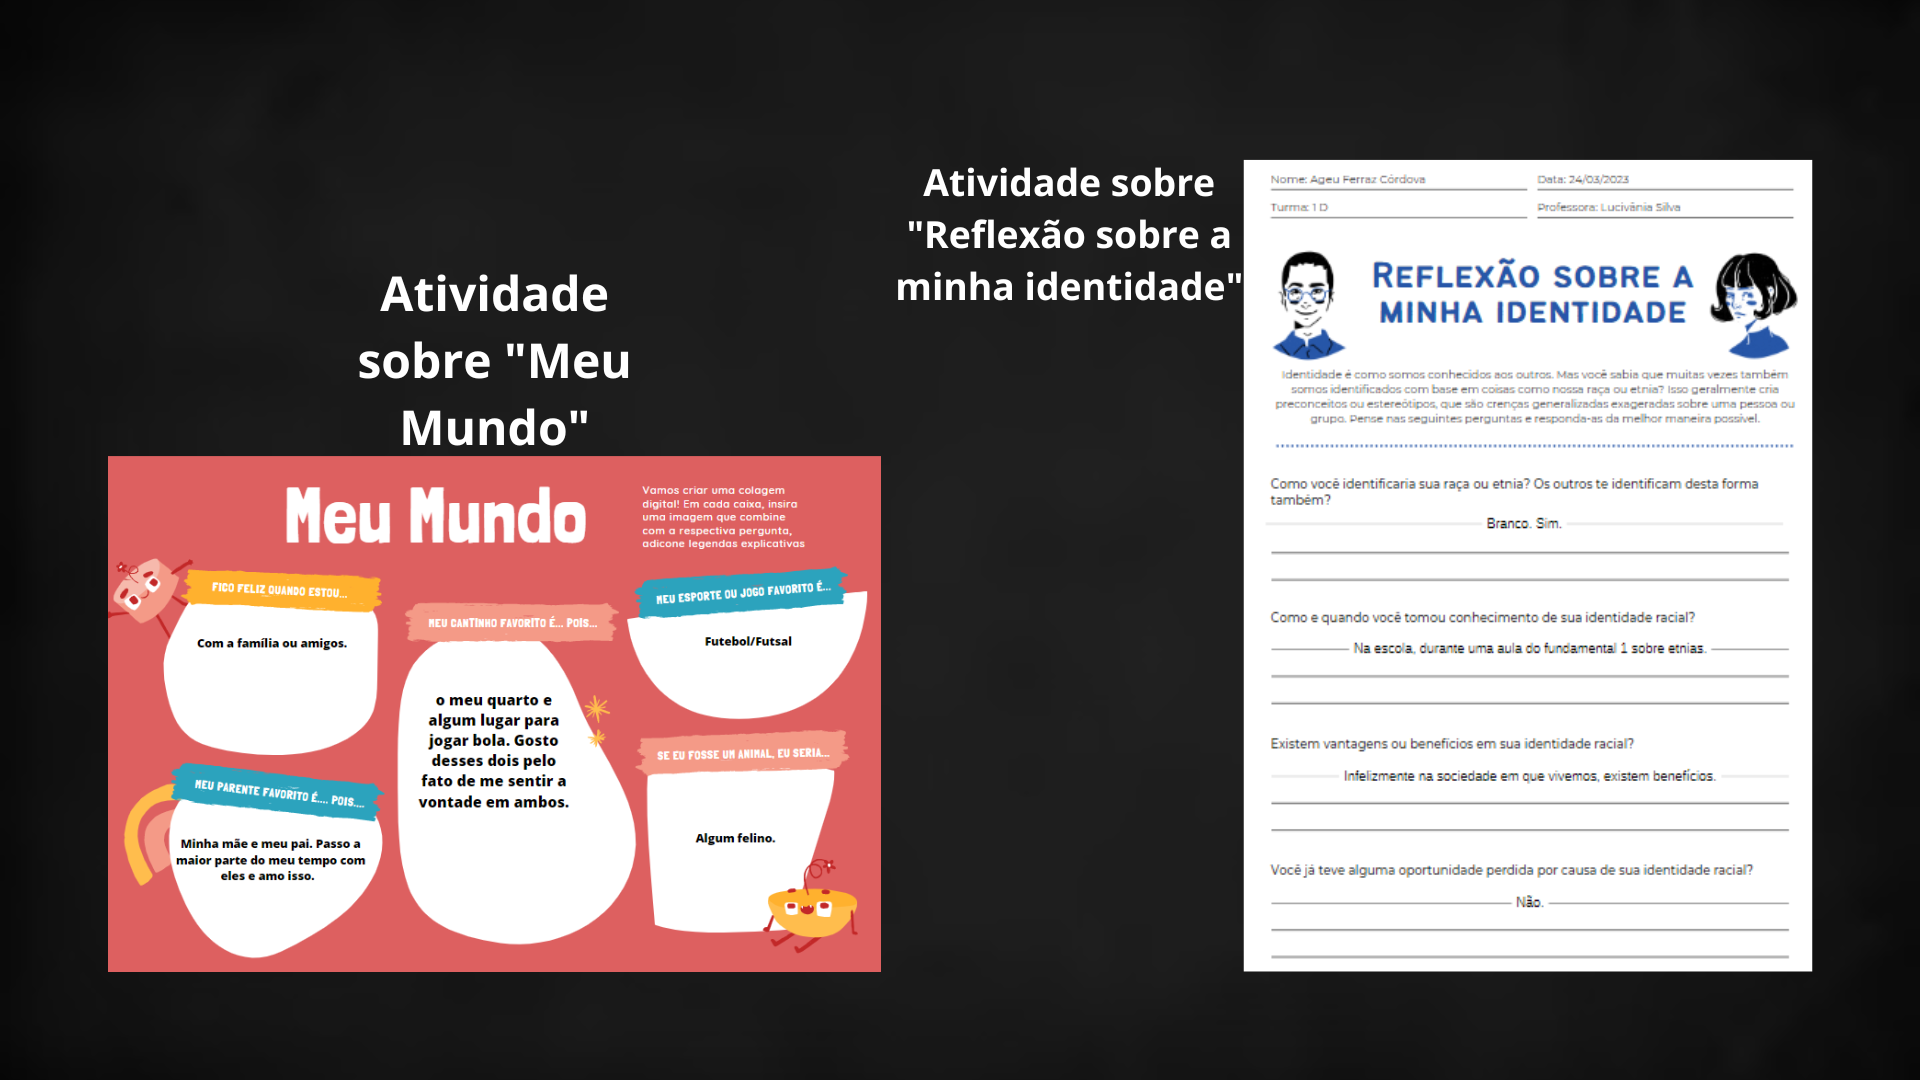 Atividade
sobre "Meu
Mundo"
Meu Mundo
Vamos criar uma colagem
digital! Em cada caixa, insira
uma imagem que combine
com a respectiva pergunta,
adicone legendas explicativas
FICO FELIZ QUANDO ESTOU...
Com a família ou amigos.
MEU CANTINHO FAVORITO É... POIS...
o meu quarto e
algum lugar para
jogar bola. Gosto
desses dois pelo
fato de me sentir a
vontade em ambos.
MEU ESPORTE OU JOGO FAVORITO É...
Futebol/Futsal
MEU PARENTE FAVORITO É.... POIS....
Minha mãe e meu pai. Passo a
maior parte do meu tempo com
eles e amo isso.
SE EU FOSSE UM ANIMAL, EU SERIA...
Algum felino.
Atividade sobre
"Reflexão sobre a
minha identidade"
Nome: Ageu Ferraz Córdova
Data: 24/03/2023
Turma: 1 D
Professora: Lucivânia Silva
REFLEXÃO SOBRE A
MINHA IDENTIDADE
Identidade é como somos conhecidos aos outros. Mas você sabia que muitas vezes também
somos identificados com base em coisas como nossa raça ou etnia? Isso geralmente cria
preconceitos ou estereótipos, que são crenças generalizadas exageradas sobre uma pessoa ou
grupo. Pense nas seguintes perguntas e responda-as da melhor maneira possível.
Como você identificaria sua raça ou etnia? Os outros te identificam desta forma
também?
Branco. Sim.
Como e quando você tomou conhecimento de sua identidade racial?
Na escola, durante uma aula do fundamental 1 sobre etnias.
Existem vantagens ou benefícios em sua identidade racial?
Infelizmente na sociedade em que vivemos, existem benefícios.
Você já teve alguma oportunidade perdida por causa de sua identidade racial?
Não.